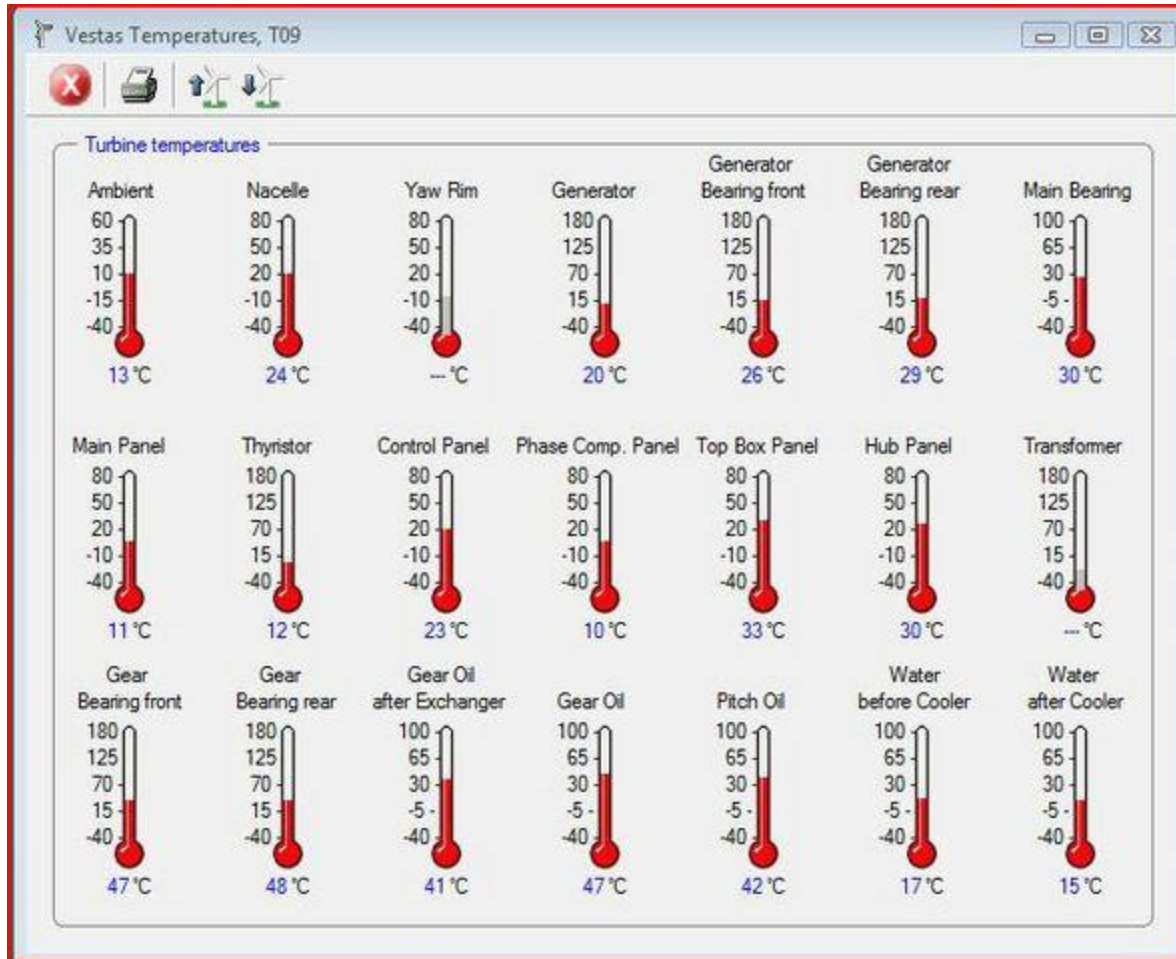 Vestas Temperatures, T09
Turbine temperatures
Ambient
60
35
10
-15
-40
13 °C
Nacelle
80
50
20
-10
-40
24 °C
Yaw Rim
80
50
20
-10
-40
--- °C
Generator
180
125
70
15
-40
20 °C
Generator
Bearing front
180
125
70
15
-40
26 °C
Generator
Bearing rear
180
125
70
15
-40
29 °C
Main Bearing
100
65
30
-5
-40
30 °C
Main Panel
80
50
20
-10
-40
11 °C
Thyristor
180
125
70
15
-40
12 °C
Control Panel
80
50
20
-10
-40
23 °C
Phase Comp. Panel
80
50
20
-10
-40
10 °C
Top Box Panel
80
50
20
-10
-40
33 °C
Hub Panel
80
50
20
-10
-40
30 °C
Transformer
180
125
70
15
-40
--- °C
Gear
Bearing front
180
125
70
15
-40
47 °C
Gear
Bearing rear
180
125
70
15
-40
48 °C
Gear Oil
after Exchanger
100
65
30
-5
-40
41 °C
Gear Oil
100
65
30
-5
-40
47 °C
Pitch Oil
100
65
30
-5
-40
42 °C
Water
before Cooler
100
65
30
-5
-40
17 °C
Water
after Cooler
100
65
30
-5
-40
15 °C